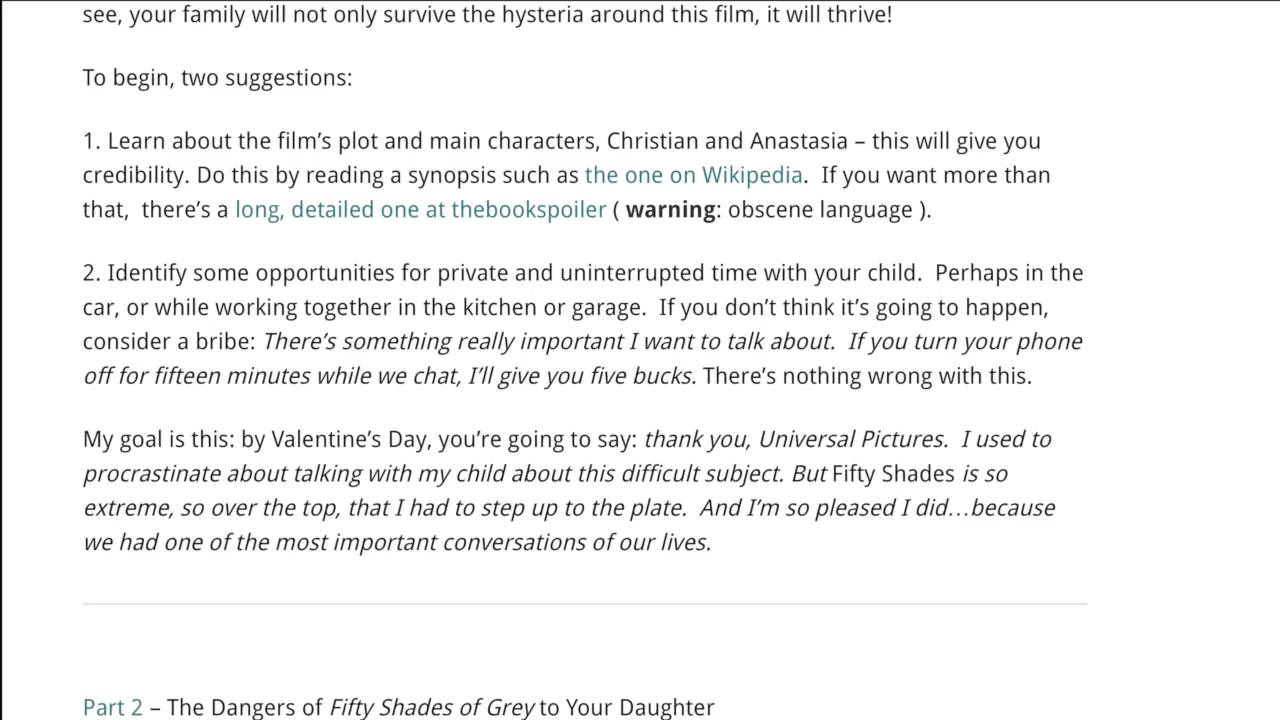 see, your family will not only survive the hysteria around this film, it will thrive!
To begin, two suggestions:
1. Learn about the film’s plot and main characters, Christian and Anastasia – this will give you
credibility. Do this by reading a synopsis such as the one on Wikipedia.  If you want more than
that,  there’s a long, detailed one at thebookspoiler ( warning: obscene language ).
2. Identify some opportunities for private and uninterrupted time with your child.  Perhaps in the
car, or while working together in the kitchen or garage.  If you don’t think it’s going to happen,
consider a bribe: There’s something really important I want to talk about.  If you turn your phone
off for fifteen minutes while we chat, I’ll give you five bucks. There’s nothing wrong with this.
My goal is this: by Valentine’s Day, you’re going to say: thank you, Universal Pictures.  I used to
procrastinate about talking with my child about this difficult subject. But Fifty Shades is so
extreme, so over the top, that I had to step up to the plate.  And I’m so pleased I did…because
we had one of the most important conversations of our lives.
Part 2 – The Dangers of Fifty Shades of Grey to Your Daughter